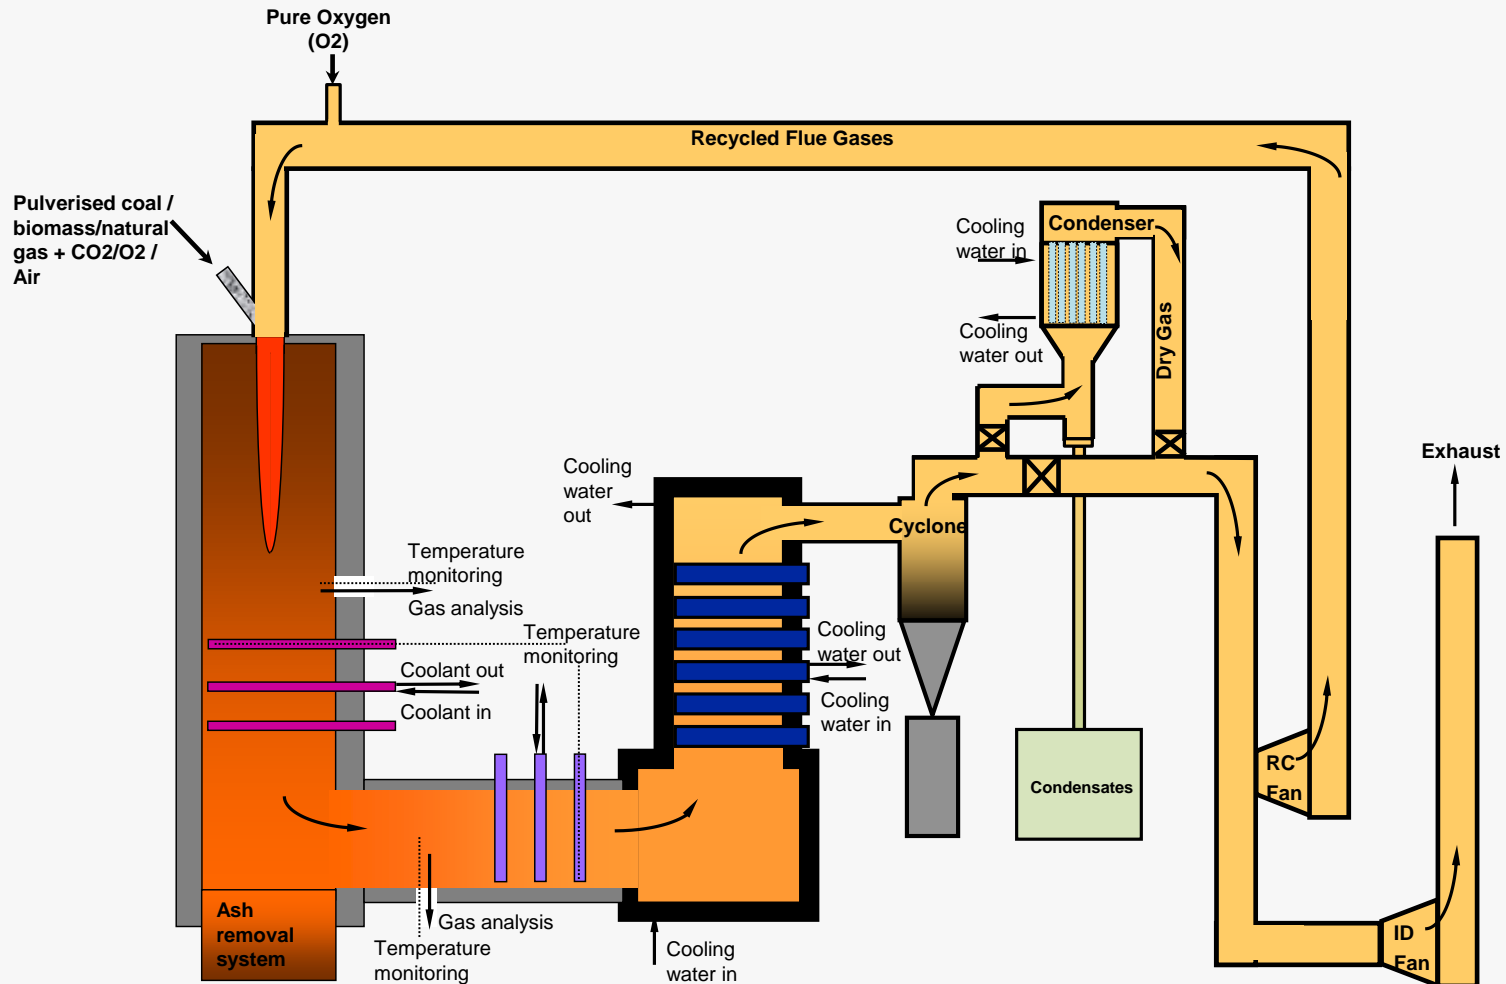 Pure Oxygen
(O2)
Recycled Flue Gases
Pulverised coal /
biomass/natural
gas + CO2/O2 /
Air
Cooling
water in
Condenser
Cooling
water out
Dry Gas
Exhaust
Cooling
water
out
Cyclone
Temperature
monitoring
Gas analysis
Temperature
monitoring
Cooling
water out
Coolant out
Coolant in
Cooling
water in
RC
Fan
Condensates
Ash
removal
system
Gas analysis
Temperature
monitoring
Cooling
water in
ID
Fan